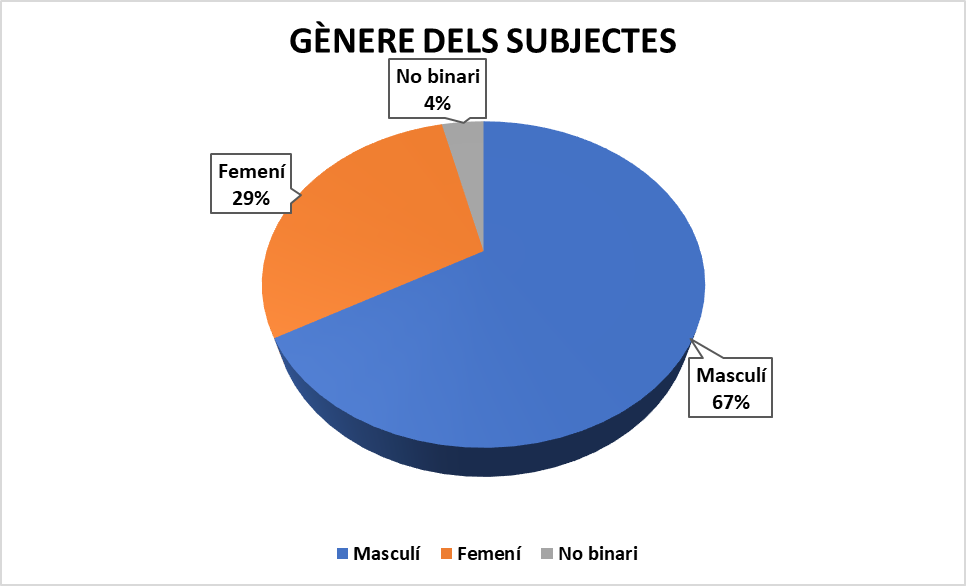 GÈNERE DELS SUBJECTES
No binari
4%
Femení
29%
Masculí
67%
Masculí Femení No binari